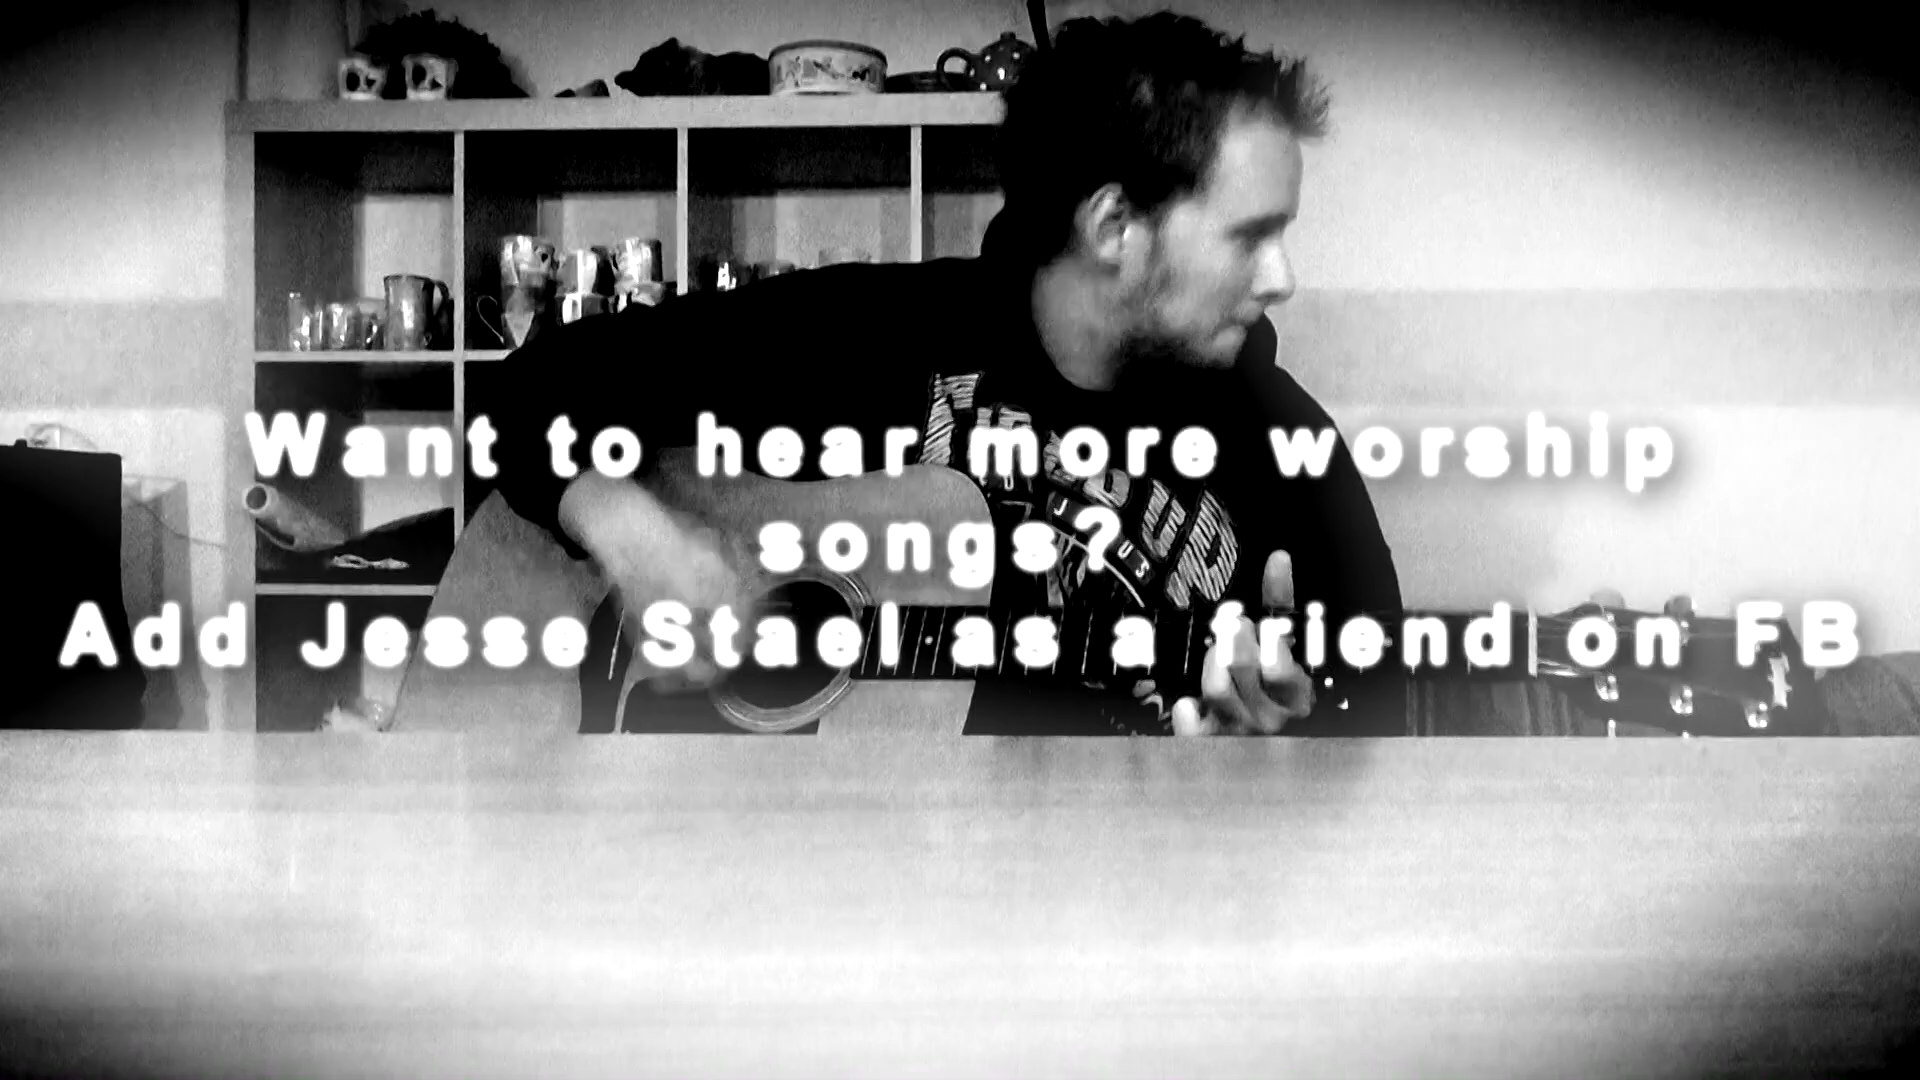 Want to hear more worship
songs?
Add Jesse Stael as a friend on FB